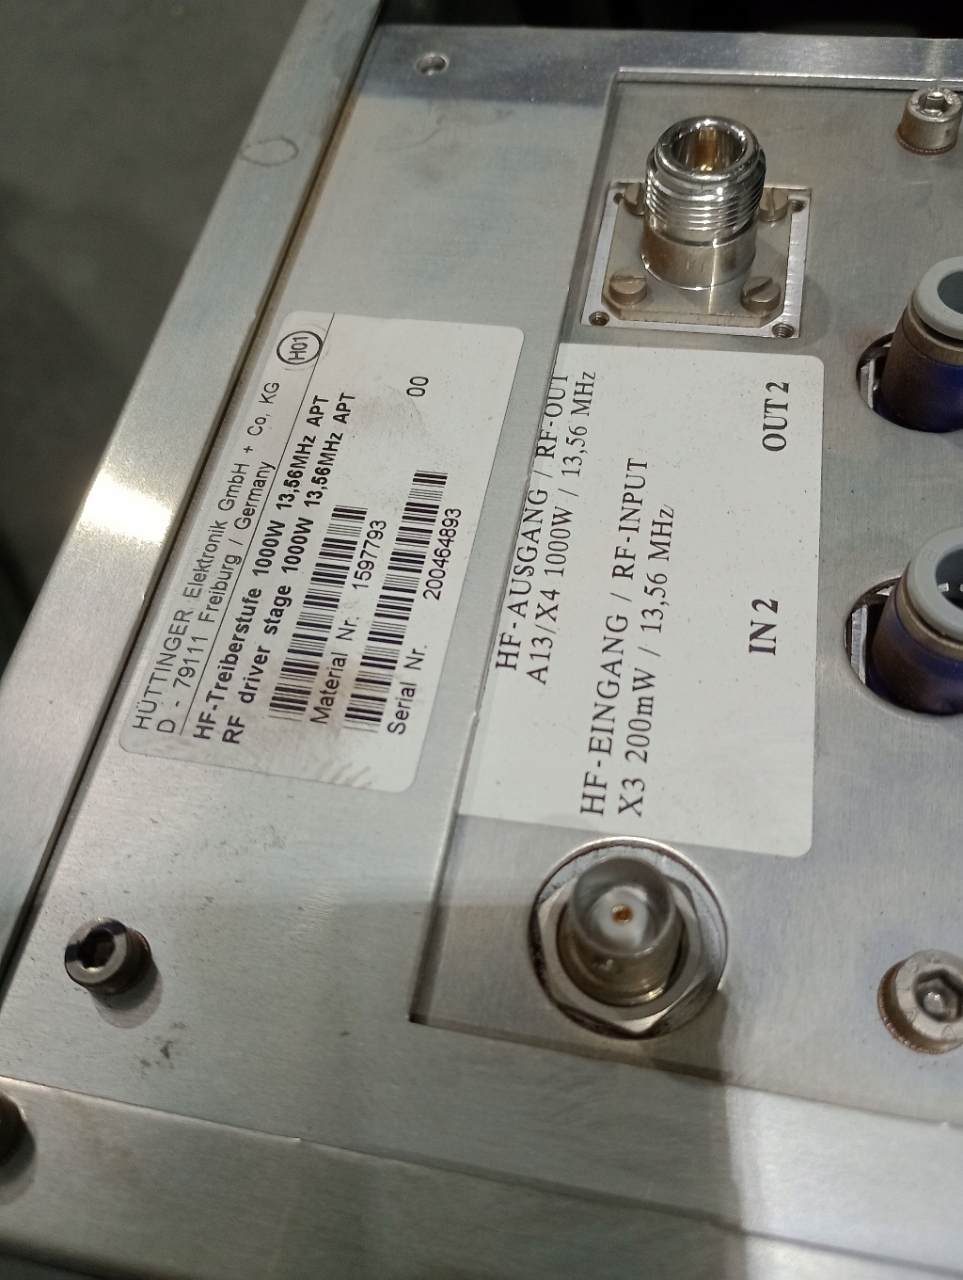 HÜTTINGER Elektronik GmbH + Co. KG
D - 79111 Freiburg / Germany
H01
HF-Treiberstufe 1000W 13,56MHz APT
RF driver stage 1000W 13,56MHz APT
Material Nr. 1597793
Serial Nr. 200464893
00
HF-AUSGANG / RF-OUT
A13/X4 1000W / 13,56 MHz
HF-EINGANG / RF-INPUT
X3 200mW / 13,56 MHz
IN 2 OUT 2